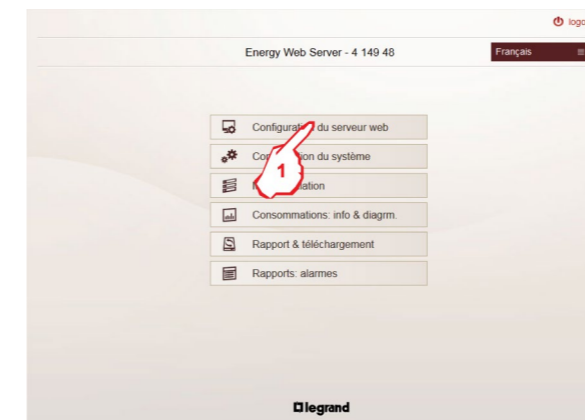 Energy Web Server - 4 149 48
Français
Configuration du serveur web
du système
1
Consommations: info & diagrm.
Rapport & téléchargement
Rapports: alarmes
legrand